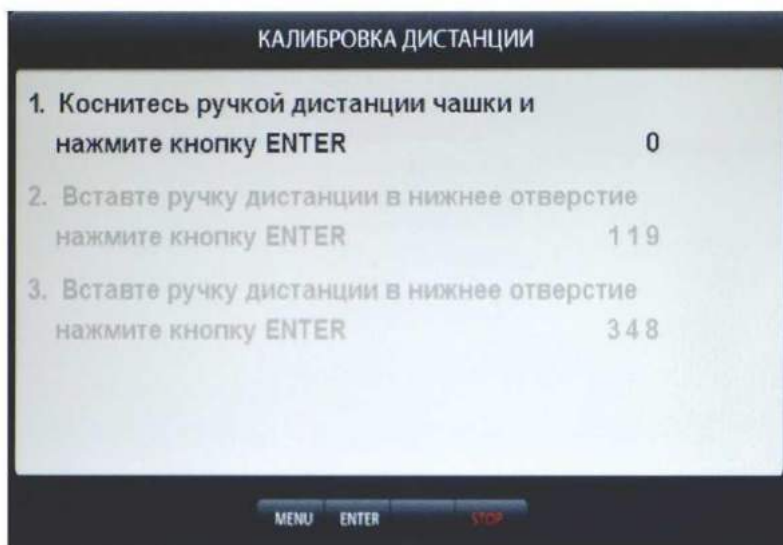 КАЛИБРОВКА ДИСТАНЦИИ
1. Коснитесь ручкой дистанции чашки и
нажмите кнопку ENTER 0
2. Вставте ручку дистанции в нижнее отверстие
нажмите кнопку ENTER 119
3. Вставте ручку дистанции в нижнее отверстие
нажмите кнопку ENTER 348
MENU ENTER STOP